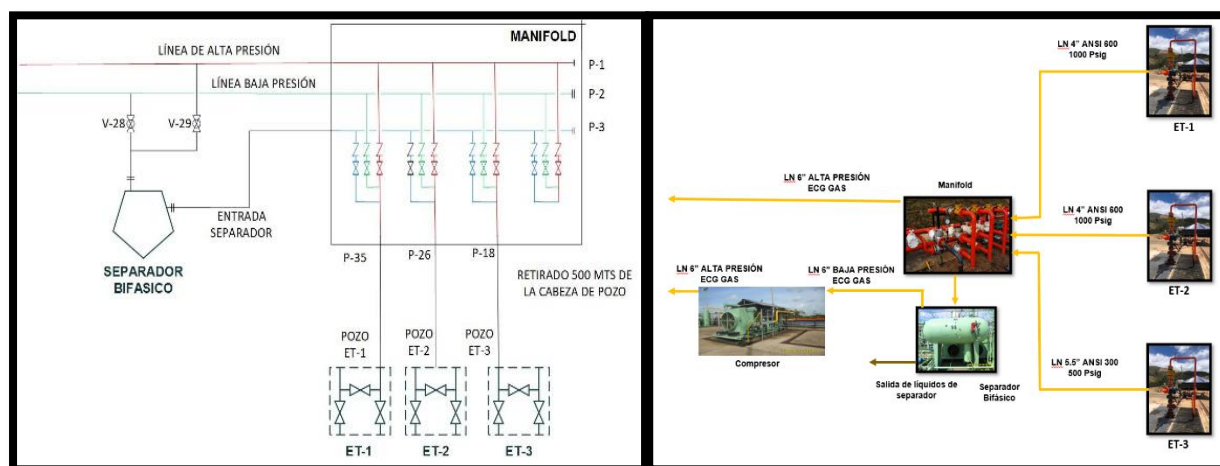 MANIFOLD
LÍNEA DE ALTA PRESIÓN
P-1
LÍNEA BAJA PRESIÓN
P-2
V-28
V-29
P-3
ENTRADA
SEPARADOR
SEPARADOR
BIFASICO
P-35
P-26
P-18
RETIRADO 500 MTS DE
LA CABEZA DE POZO
POZO
ET-1
POZO
ET-2
POZO
ET-3
ET-1
ET-2
ET-3
LN 4” ANSI 600
1000 Psig
ET-1
LN 6” ALTA PRESIÓN
ECG GAS
Manifold
LN 4” ANSI 600
1000 Psig
ET-2
LN 6” ALTA PRESIÓN
ECG GAS
LN 6” BAJA PRESIÓN
ECG GAS
Compresor
LN 5.5” ANSI 300
500 Psig
Salida de líquidos de
separador
Separador
Bifásico
ET-3